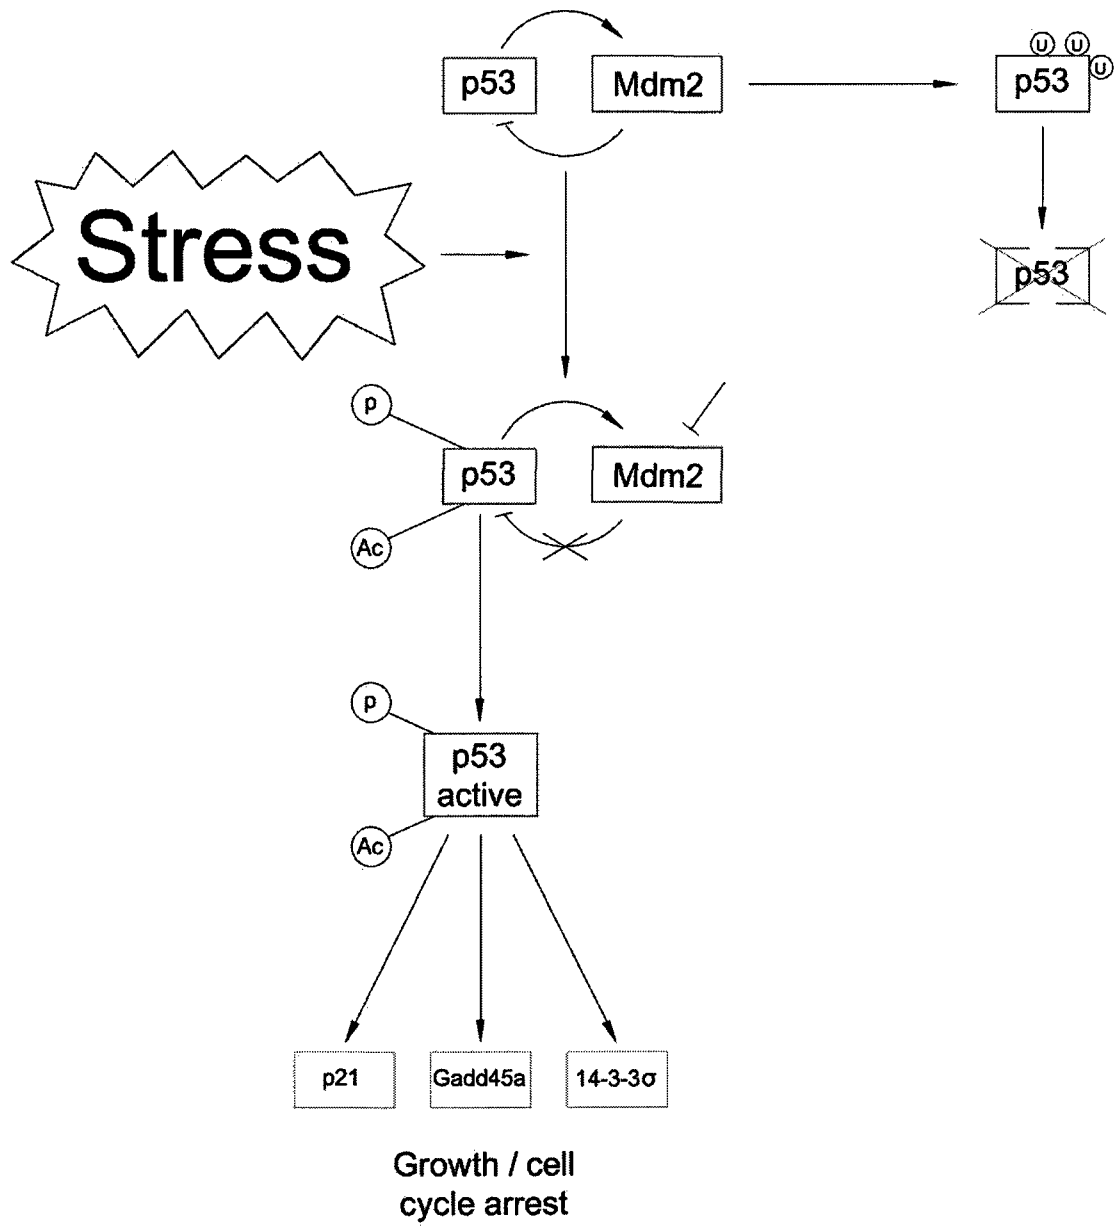 U U
U
p53 Mdm2 p53
Stress
p53
p
p53 Mdm2
Ac
p
p53
active
Ac
p21 Gadd45a 14-3-3σ
Growth / cell
cycle arrest